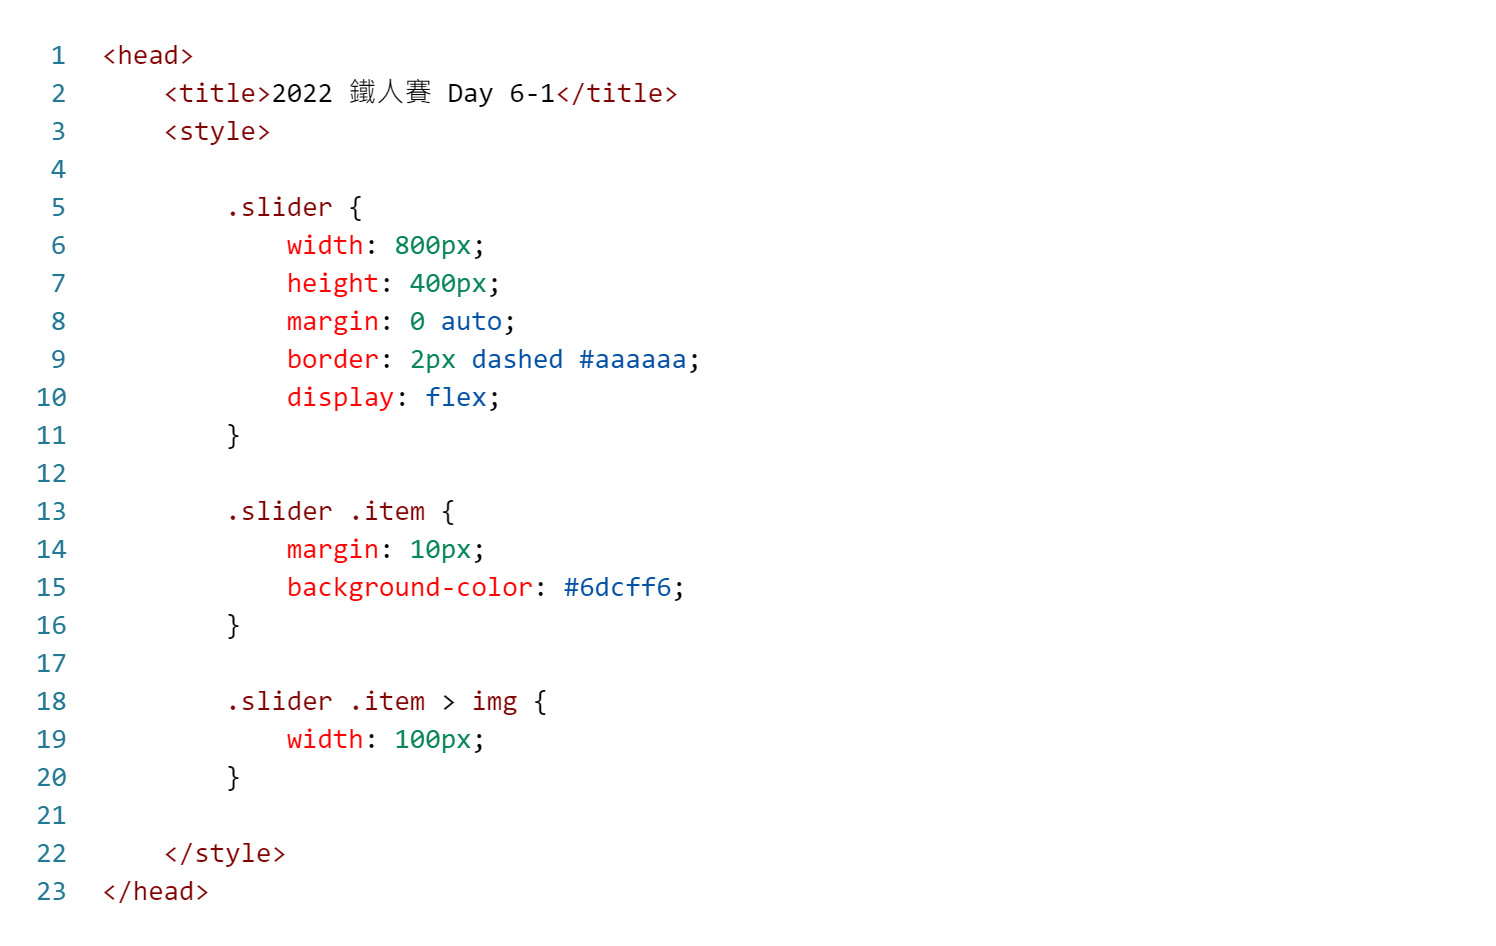 1 <head>
2     <title>2022 鐵人賽 Day 6-1</title>
3     <style>
4
5         .slider {
6             width: 800px;
7             height: 400px;
8             margin: 0 auto;
9             border: 2px dashed #aaaaaa;
10             display: flex;
11         }
12
13         .slider .item {
14             margin: 10px;
15             background-color: #6dcff6;
16         }
17
18         .slider .item > img {
19             width: 100px;
20         }
21
22     </style>
23 </head>